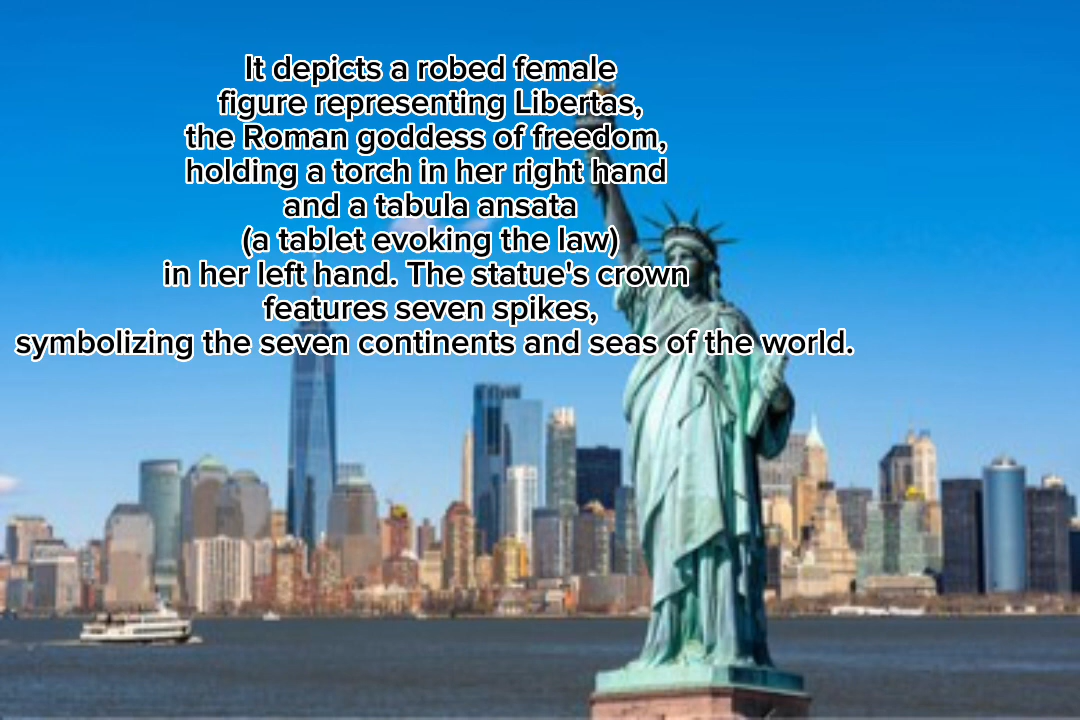 It depicts a robed female
figure representing Libertas,
the Roman goddess of freedom,
holding a torch in her right hand
and a tabula ansata
(a tablet evoking the law)
in her left hand. The statue's crown
features seven spikes,
symbolizing the seven continents and seas of the world.